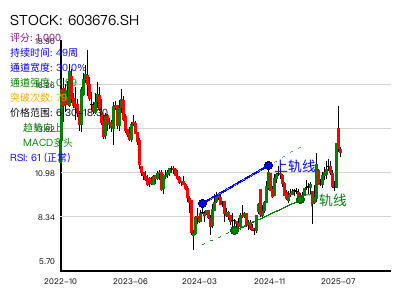 STOCK: 603676.SH
评分: 1.000
持续时间: 49周
通道宽度: 30.0%
通道强度:
突破次数:
价格范围: 6.30-18.30
趋势向上
MACD多头
RSI: 61 (正常)
上轨线
轨线
10.98
8.34
5.70
2022-10
2023-06
2024-03
2024-11
2025-07